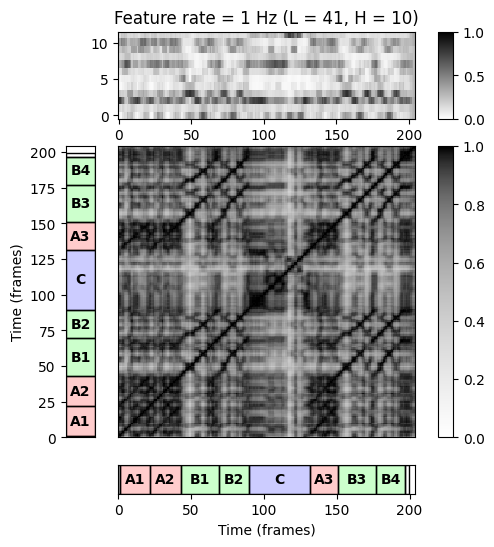 Feature rate = 1 Hz (L = 41, H = 10)
10
5
0
0 50 100 150 200
1.0
0.5
0.0
200
175
150
125
100
75
50
25
0
Time (frames)
B4
B3
A3
C
B2
B1
A2
A1
1.0
0.8
0.6
0.4
0.2
0.0
A1 A2 B1 B2 C A3 B3 B4
0 50 100 150 200
Time (frames)